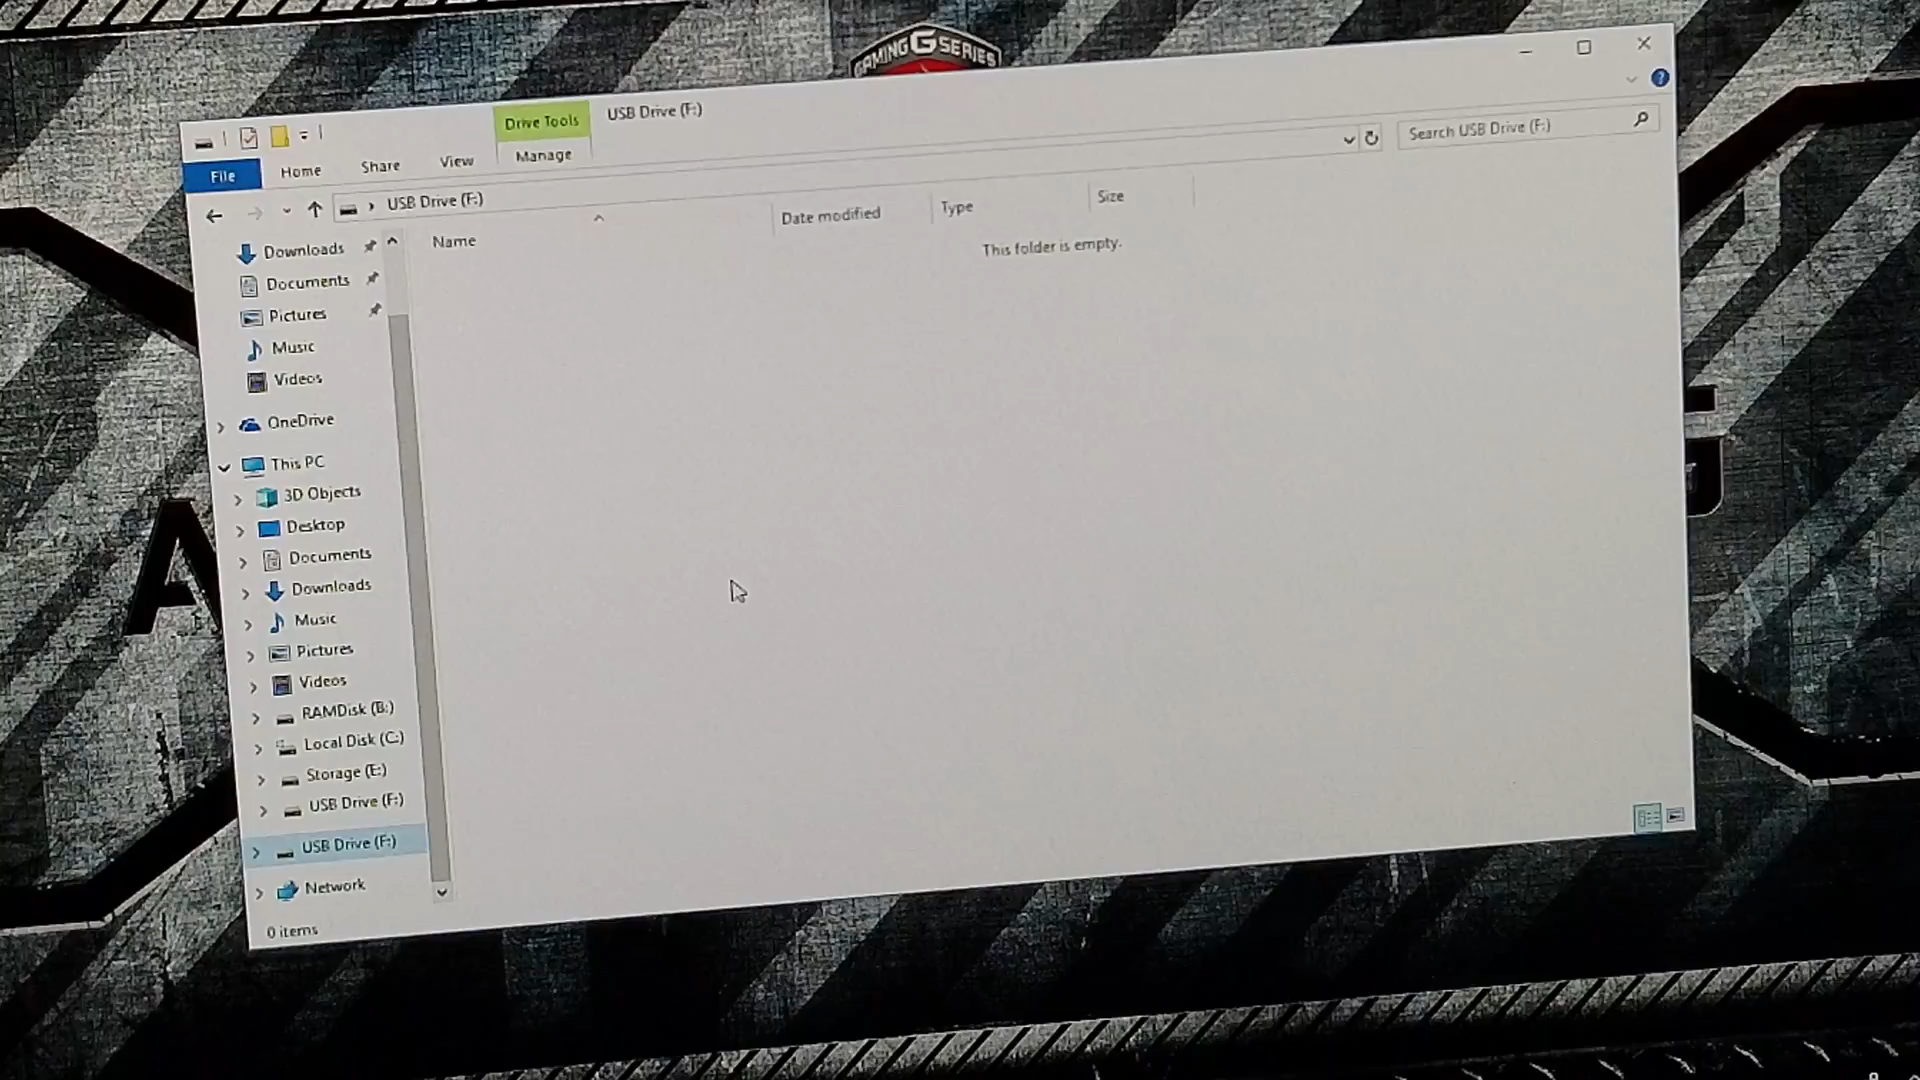 GAMING G SERIES
Drive Tools
USB Drive (F:)
File
Home
Share
View
Manage
USB Drive (F:)
Search USB Drive (F:)
Name
Date modified
Type
Size
This folder is empty.
Downloads
Documents
Pictures
Music
Videos
OneDrive
This PC
3D Objects
Desktop
Documents
Downloads
Music
Pictures
Videos
RAMDisk (B:)
Local Disk (C:)
Storage (E:)
USB Drive (F:)
USB Drive (F:)
Network
0 items